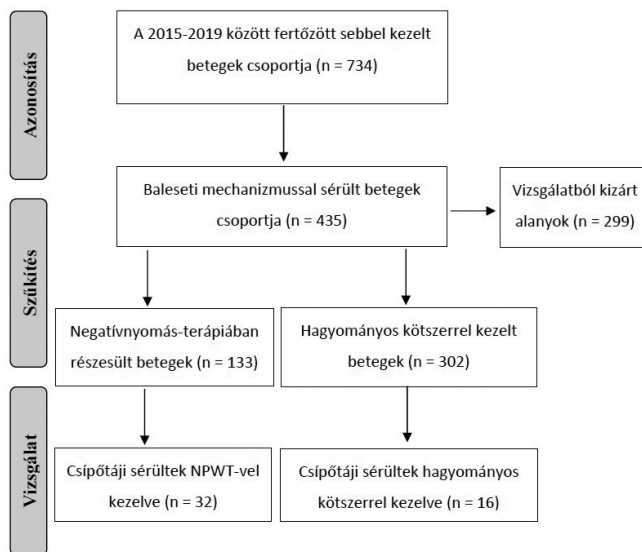 Azonosítás
A 2015-2019 között fertőzött sebbel kezelt
betegek csoportja (n = 734)
Baleseti mechanizmussal sérült betegek
csoportja (n = 435)
Vizsgálatból kizárt
alanyok (n = 299)
Szűkítés
Negatívnyomás-terápiában
részesült betegek (n = 133)
Hagyományos kötszerrel kezelt
betegek (n = 302)
Vizsgálat
Csípőtáji sérültek NPWT-vel
kezelve (n = 32)
Csípőtáji sérültek hagyományos
kötszerrel kezelve (n = 16)